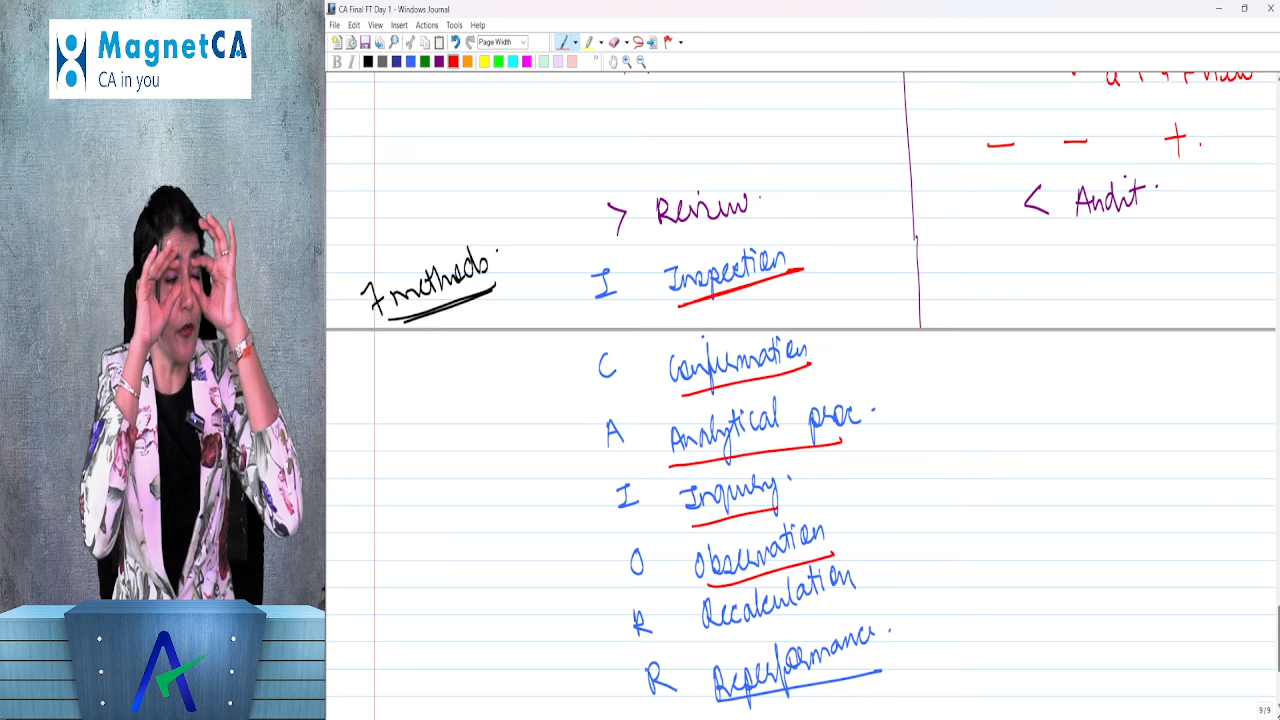 MagnetCA
CA in you
CA Final FT Day 1 - Windows Journal
File Edit View Insert Actions Tools Help
Page Width
B I
− − +.
> Review.
< Audit.
7 methods.
I Inspection
C Confirmation
A Analytical proc.
I Inquiry.
O Observation
R Recalculation
R Reperformance.
9/9